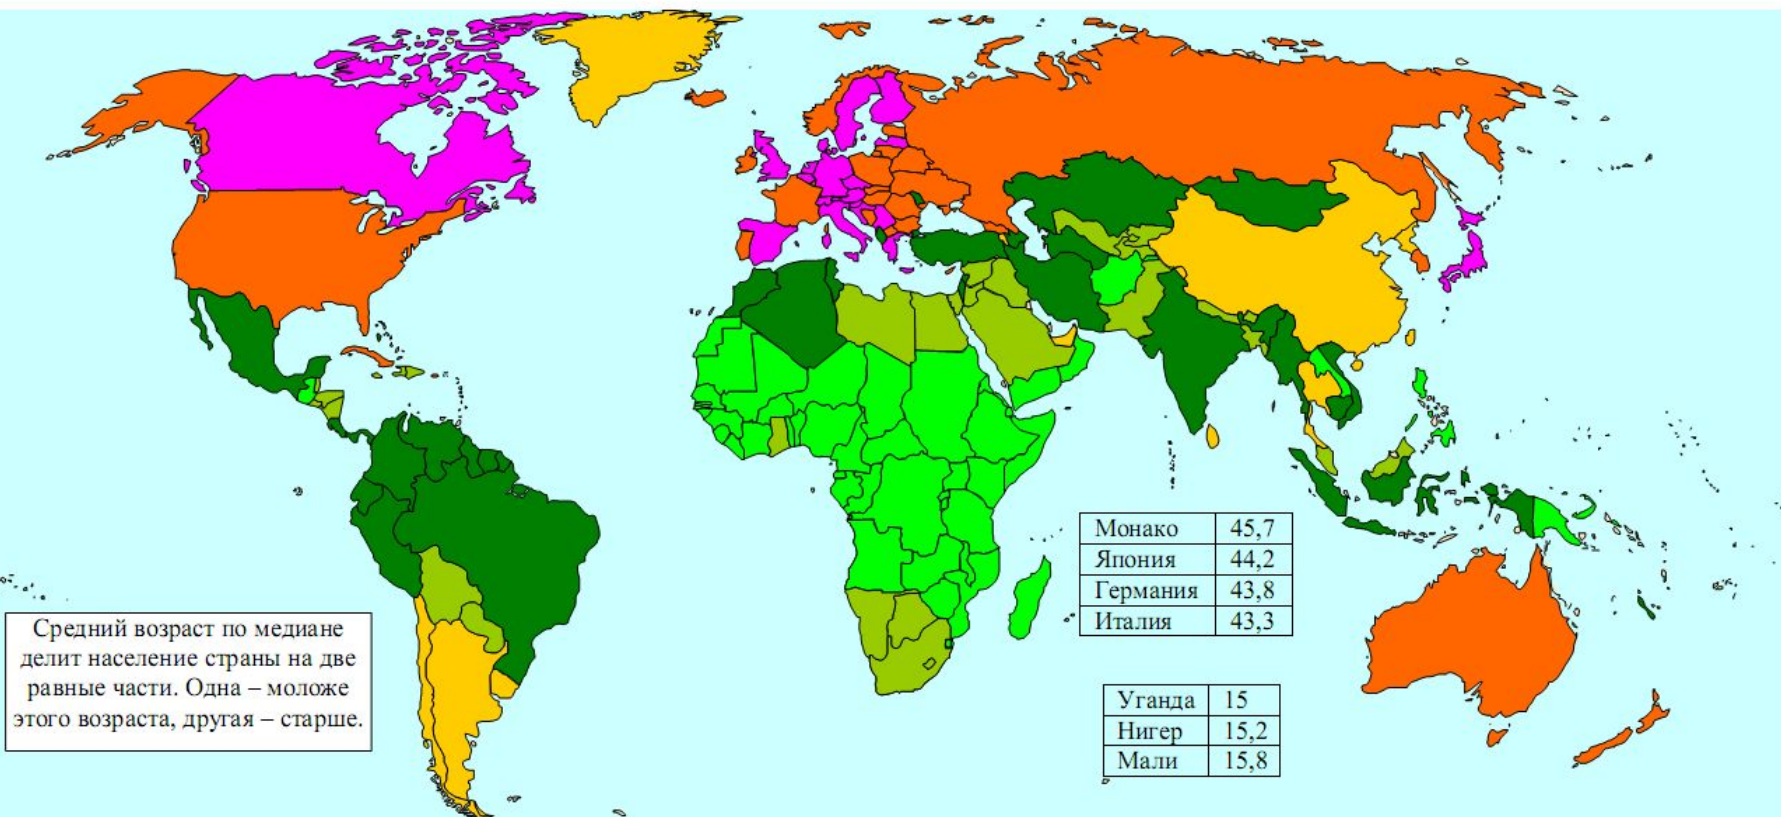 Монако 45,7
Япония 44,2
Германия 43,8
Италия 43,3
Средний возраст по медиане
делит население страны на две
равные части. Одна – моложе
этого возраста, другая – старше.
Уганда 15
Нигер 15,2
Мали 15,8